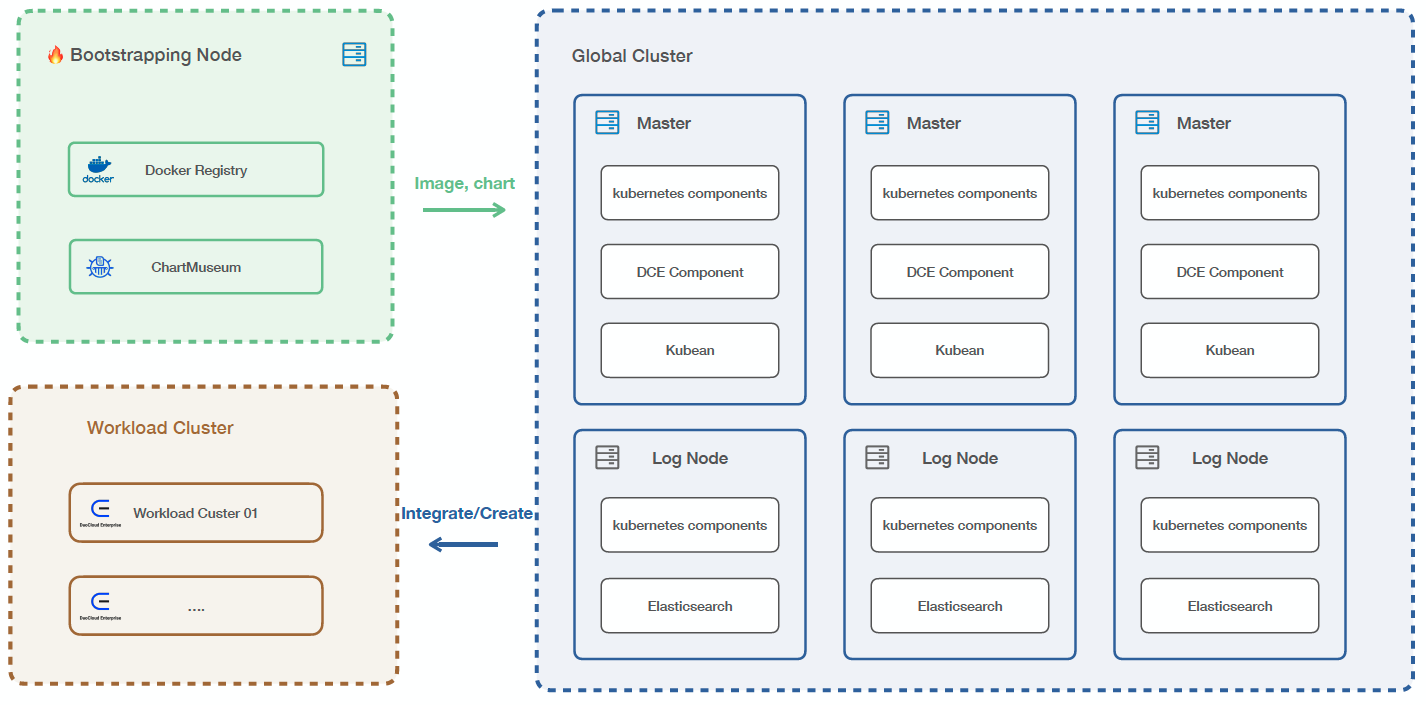 Bootstrapping Node
docker
Docker Registry
ChartMuseum
Image, chart
Workload Cluster
DaoCloud Enterprise
Workload Custer 01
DaoCloud Enterprise
....
Integrate/Create
Global Cluster
Master
kubernetes components
DCE Component
Kubean
Master
kubernetes components
DCE Component
Kubean
Master
kubernetes components
DCE Component
Kubean
Log Node
kubernetes components
Elasticsearch
Log Node
kubernetes components
Elasticsearch
Log Node
kubernetes components
Elasticsearch